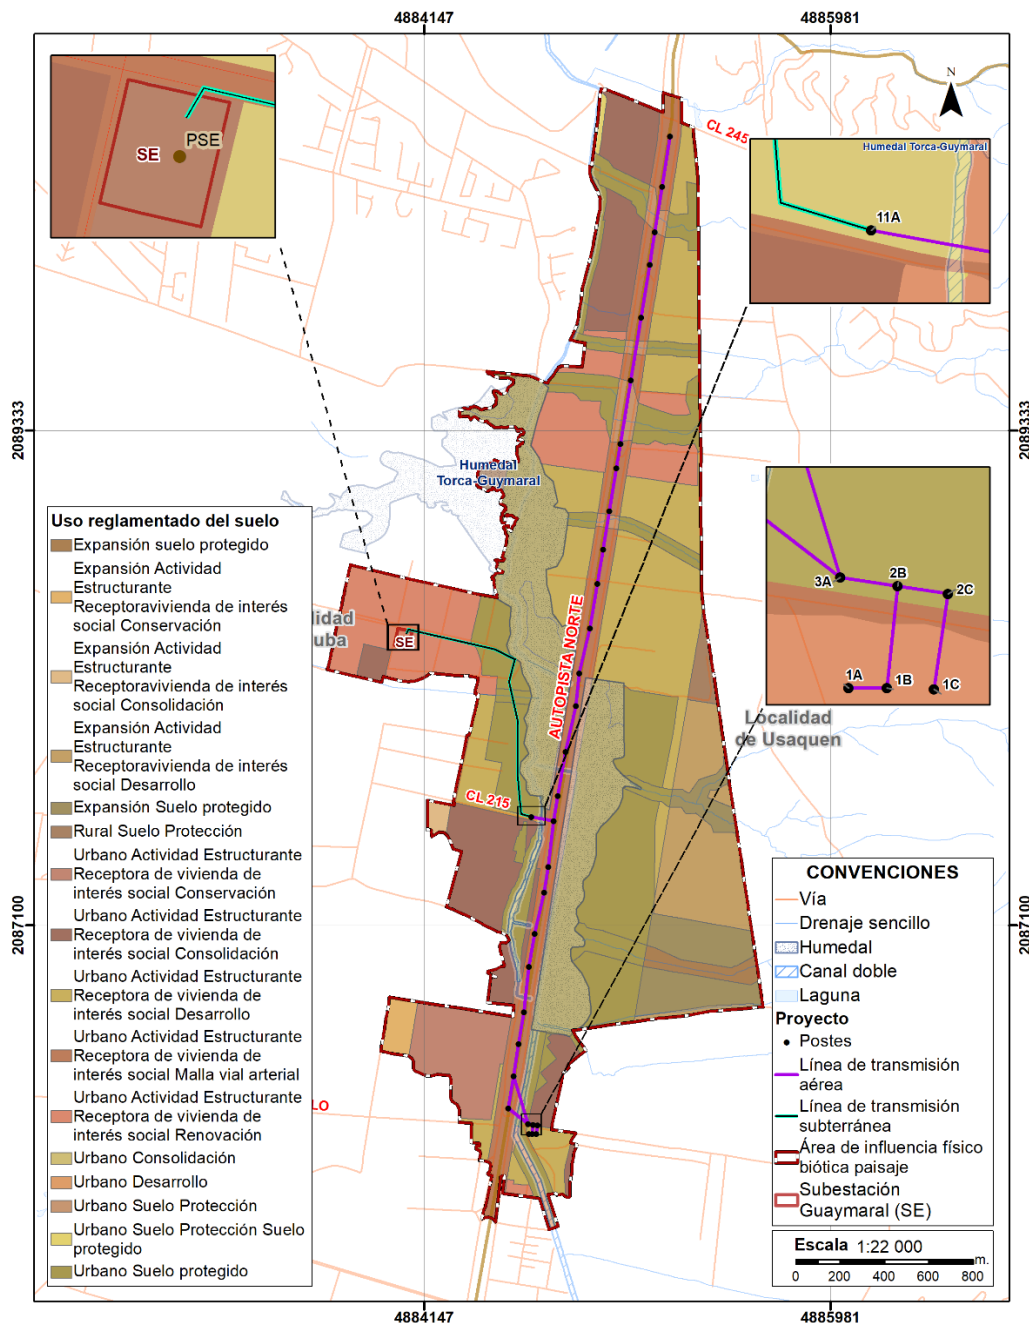 4884147
4885981
N
CL 245
PSE
SE
Humedal Torca-Guymaral
11A
2089333
2089333
Humedal
Torca-Guymaral
Uso reglamentado del suelo
Expansión suelo protegido
Expansión Actividad
Estructurante
Receptoravivienda de interés
social Conservación
Expansión Actividad
Estructurante
Receptoravivienda de interés
social Consolidación
Expansión Actividad
Estructurante
Receptoravivienda de interés
social Desarrollo
Expansión Suelo protegido
Rural Suelo Protección
Urbano Actividad Estructurante
Receptora de vivienda de
interés social Conservación
Urbano Actividad Estructurante
Receptora de vivienda de
interés social Consolidación
Urbano Actividad Estructurante
Receptora de vivienda de
interés social Desarrollo
Urbano Actividad Estructurante
Receptora de vivienda de
interés social Malla vial arterial
Urbano Actividad Estructurante
Receptora de vivienda de
interés social Renovación
Urbano Consolidación
Urbano Desarrollo
Urbano Suelo Protección
Urbano Suelo Protección Suelo
protegido
Urbano Suelo protegido
lidad
uba
SE
AUTOPISTA NORTE
3A
2B
2C
1A
1B
1C
Localidad
de Usaquen
CL 215
LO
2087100
2087100
CONVENCIONES
Vía
Drenaje sencillo
Humedal
Canal doble
Laguna
Proyecto
Postes
Línea de transmisión
aérea
Línea de transmisión
subterránea
Área de influencia físico
biótica paisaje
Subestación
Guaymaral (SE)
Escala 1:22 000
m.
0 200 400 600 800
4884147
4885981